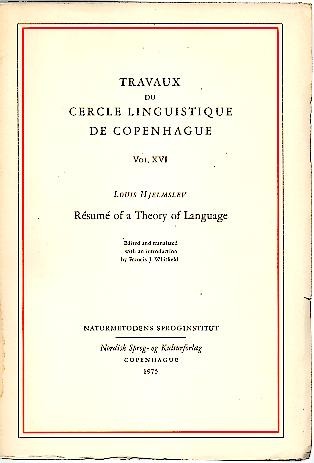 TRAVAUX
DU
CERCLE LINGUISTIQUE
DE COPENHAGUE
VOL. XVI
LOUIS HJELMSLEV
Résumé of a Theory of Language
Edited and translated
with an introduction
by Francis J. Whitfield
NATURMETODENS SPROGINSTITUT
Nordisk Sprog- og Kulturforlag
COPENHAGUE
1975